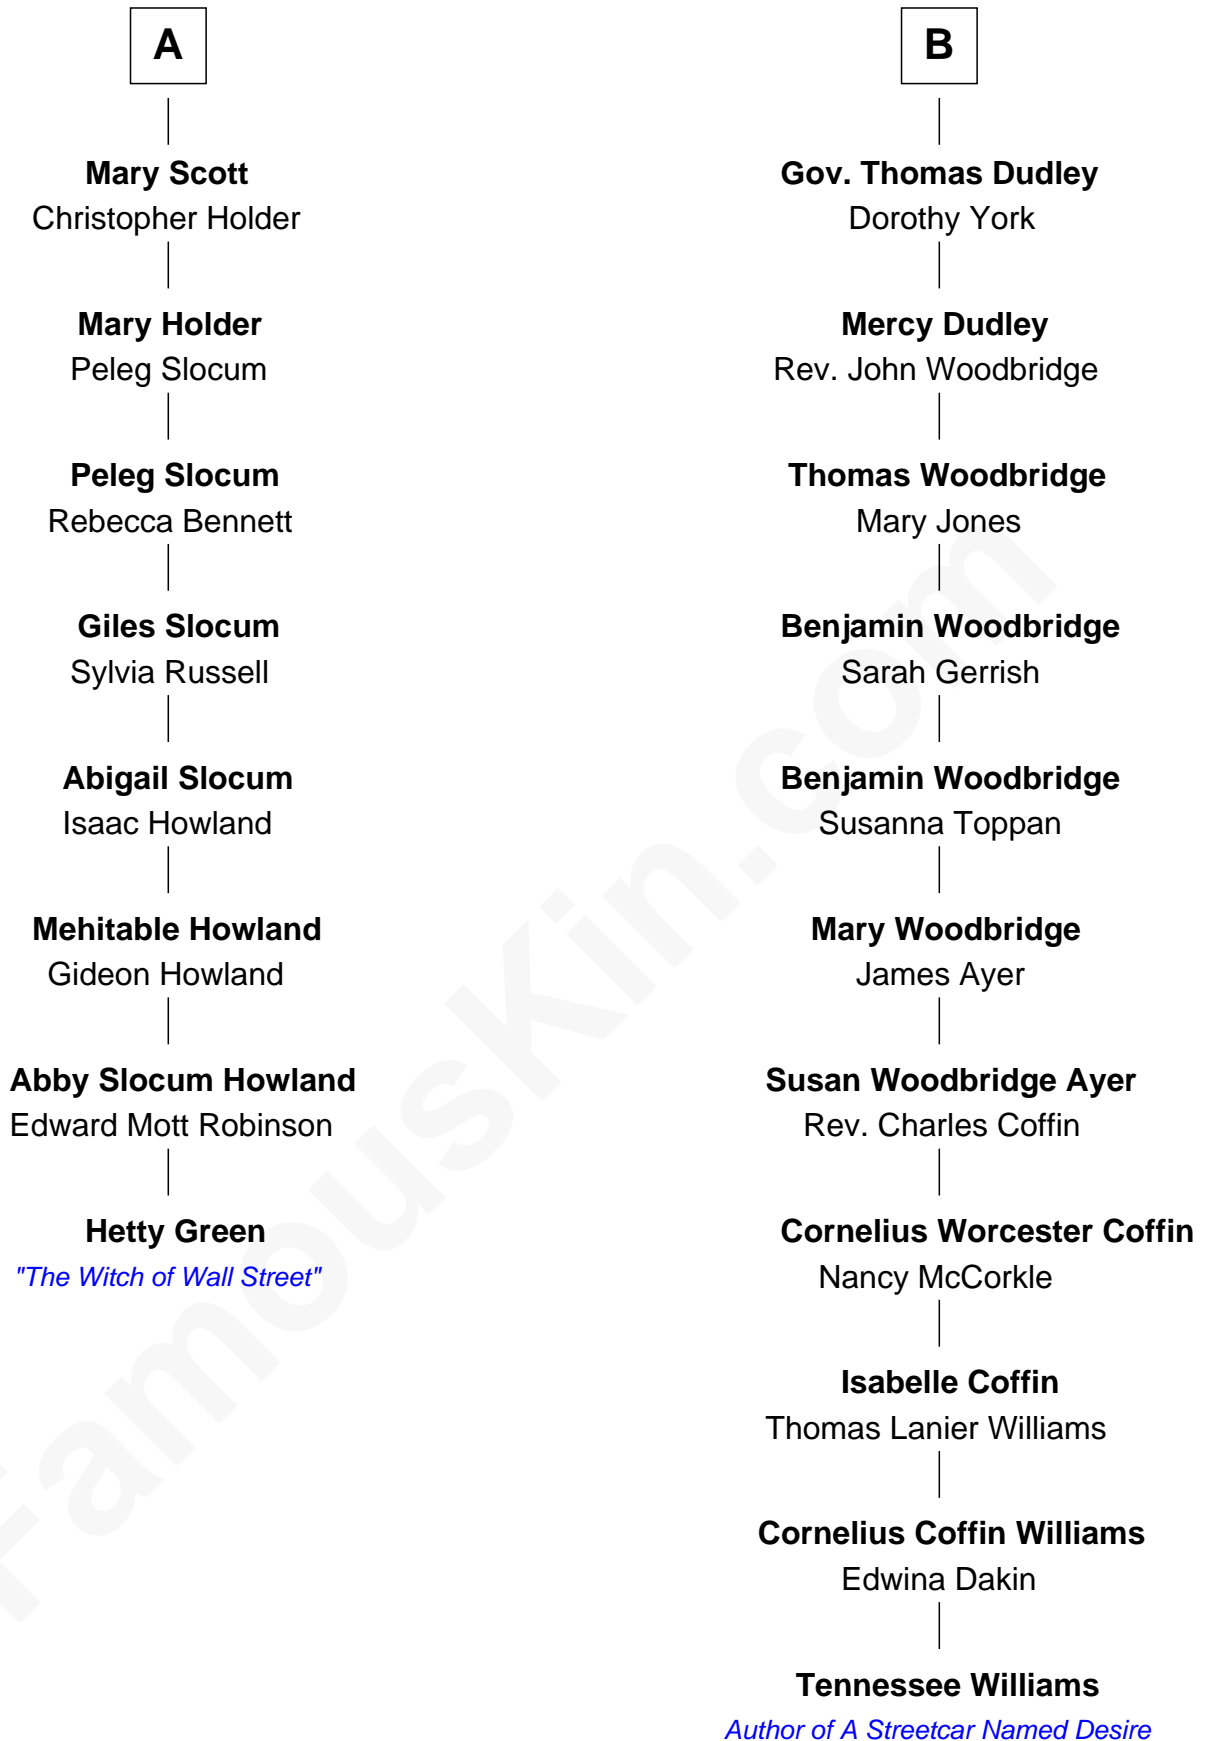 A
Mary Scott
Christopher Holder
Mary Holder
Peleg Slocum
Peleg Slocum
Rebecca Bennett
Giles Slocum
Sylvia Russell
Abigail Slocum
Isaac Howland
Mehitable Howland
Gideon Howland
Abby Slocum Howland
Edward Mott Robinson
Hetty Green
"The Witch of Wall Street"
B
Gov. Thomas Dudley
Dorothy York
Mercy Dudley
Rev. John Woodbridge
Thomas Woodbridge
Mary Jones
Benjamin Woodbridge
Sarah Gerrish
Benjamin Woodbridge
Susanna Toppan
Mary Woodbridge
James Ayer
Susan Woodbridge Ayer
Rev. Charles Coffin
Cornelius Worcester Coffin
Nancy McCorkle
Isabelle Coffin
Thomas Lanier Williams
Cornelius Coffin Williams
Edwina Dakin
Tennessee Williams
Author of A Streetcar Named Desire
FamousKin.com